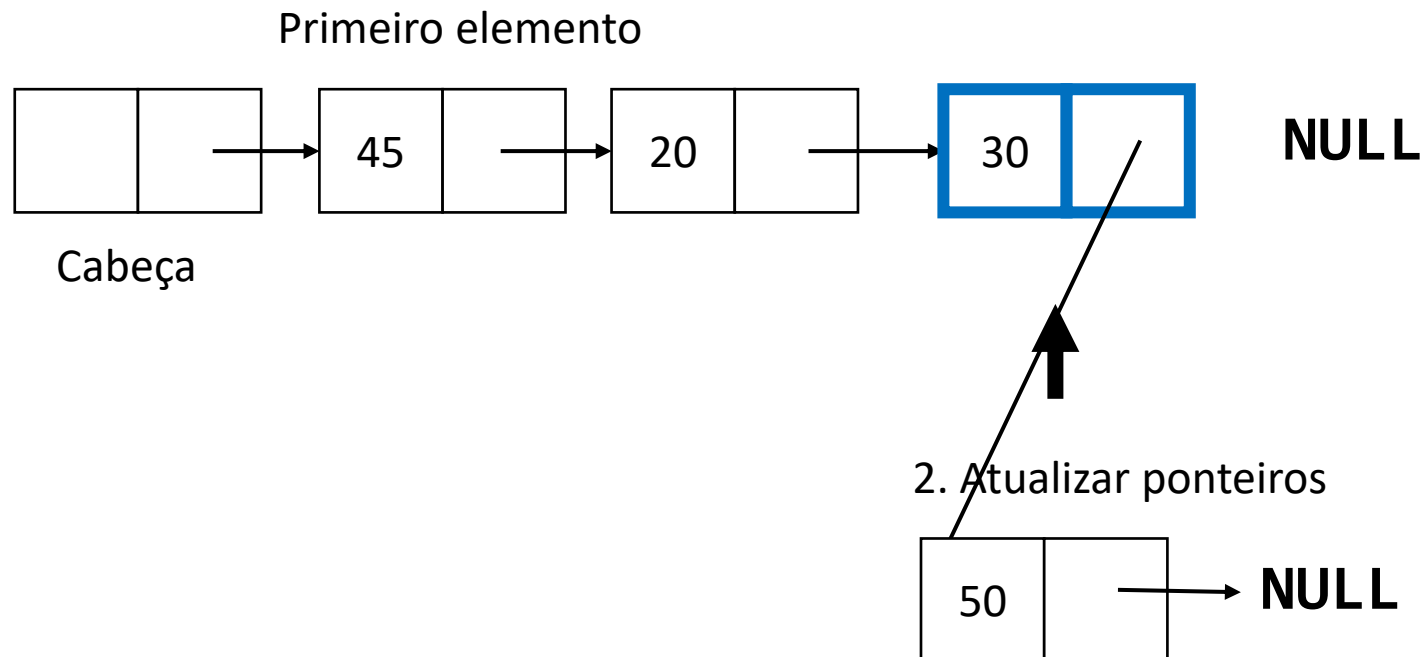 Primeiro elemento
45
20
30
NULL
Cabeça
2. Atualizar ponteiros
50
NULL